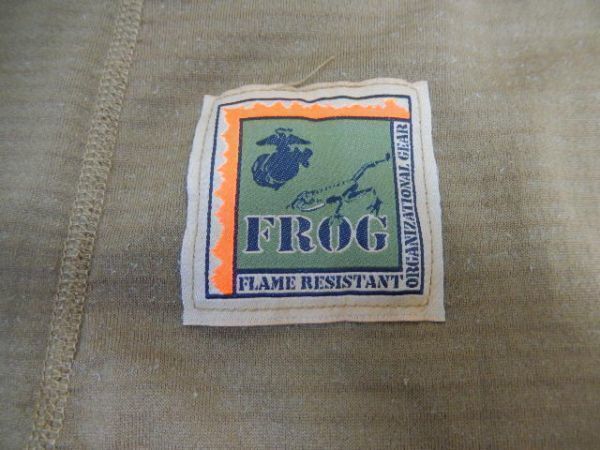 FROG
FLAME RESISTANT
ORGANIZATIONAL GEAR